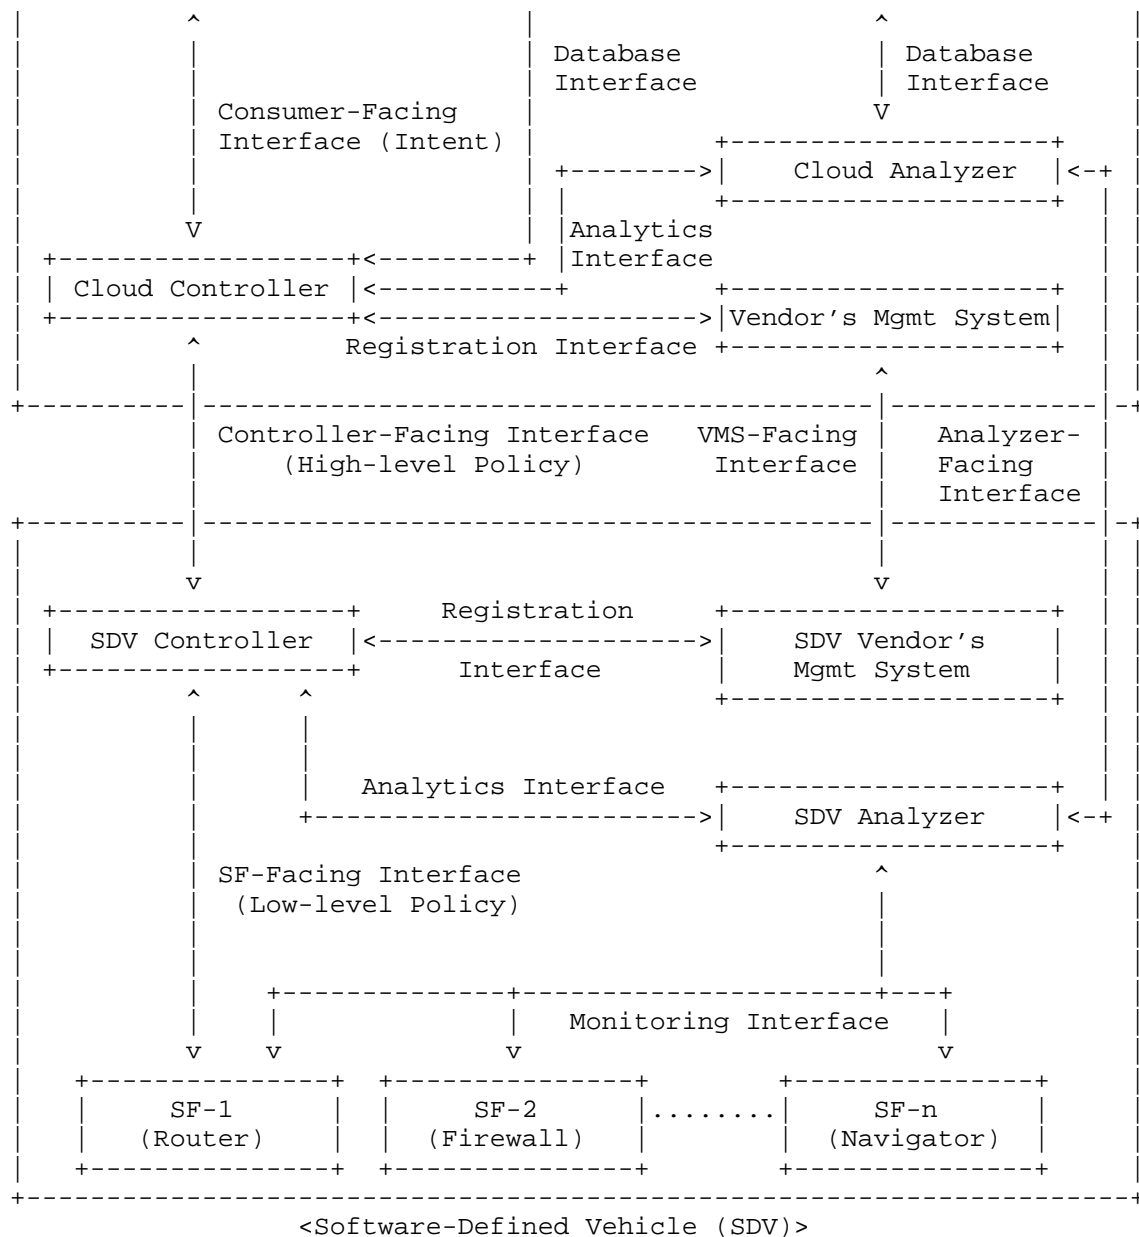 Database Database
Interface Interface
Consumer-Facing
Interface (Intent)
Cloud Analyzer
Analytics
Interface
Cloud Controller
Vendor's Mgmt System
Registration Interface
Controller-Facing Interface VMS-Facing Analyzer-
(High-level Policy) Interface Facing
Interface
Registration
SDV Controller SDV Vendor's
Interface Mgmt System
Analytics Interface
SDV Analyzer
SF-Facing Interface
(Low-level Policy)
Monitoring Interface
SF-1 SF-2 ........ SF-n
(Router) (Firewall) (Navigator)
<Software-Defined Vehicle (SDV)>